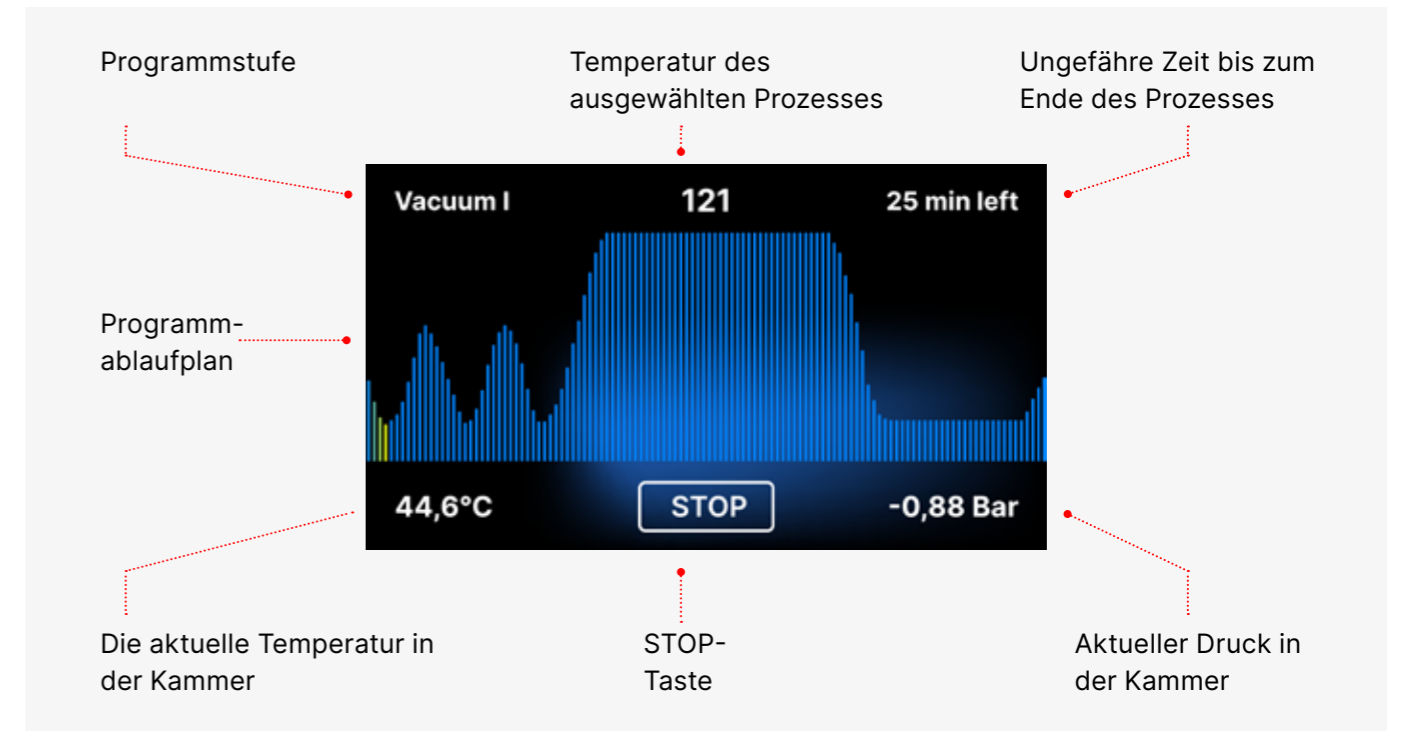 Programmstufe
Temperatur des
ausgewählten Prozesses
Ungefähre Zeit bis zum
Ende des Prozesses
Vacuum I
121
25 min left
Programm-
ablaufplan
44,6°C
STOP
-0,88 Bar
Die aktuelle Temperatur in
der Kammer
STOP-
Taste
Aktueller Druck in
der Kammer